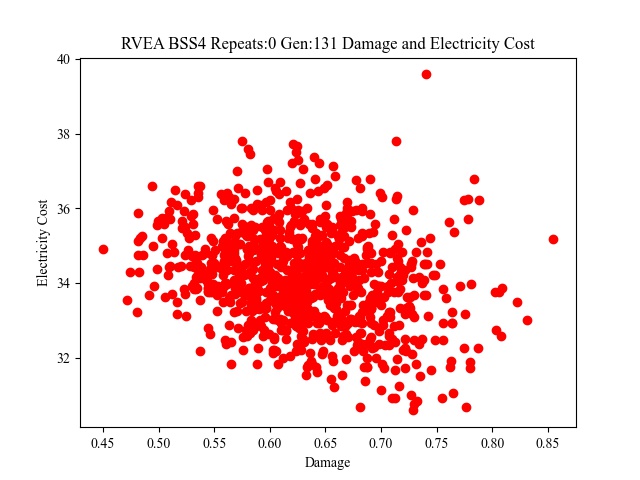 RVEA BSS4 Repeats:0 Gen:131 Damage and Electricity Cost
40
38
36
34
32
Electricity Cost
0.45 0.50 0.55 0.60 0.65 0.70 0.75 0.80 0.85
Damage